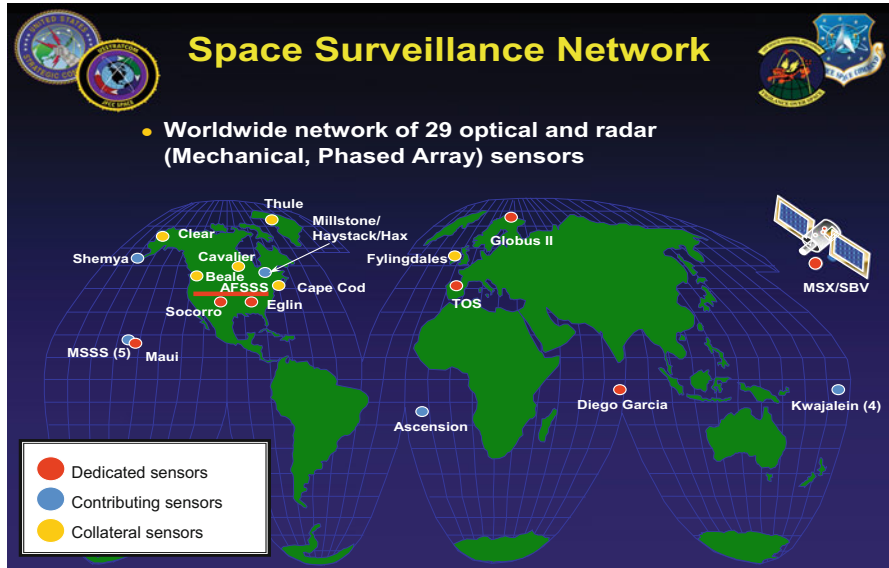 Space Surveillance Network
• Worldwide network of 29 optical and radar
(Mechanical, Phased Array) sensors
Thule
Millstone/
Haystack/Hax
Clear
Globus II
Shemya
Cavalier
Fylingdales
Beale
AFSSS
Cape Cod
MSX/SBV
Socorro
Eglin
TOS
MSSS (5)
Maui
Diego Garcia
Kwajalein (4)
Ascension
Dedicated sensors
Contributing sensors
Collateral sensors
UNITED STATES